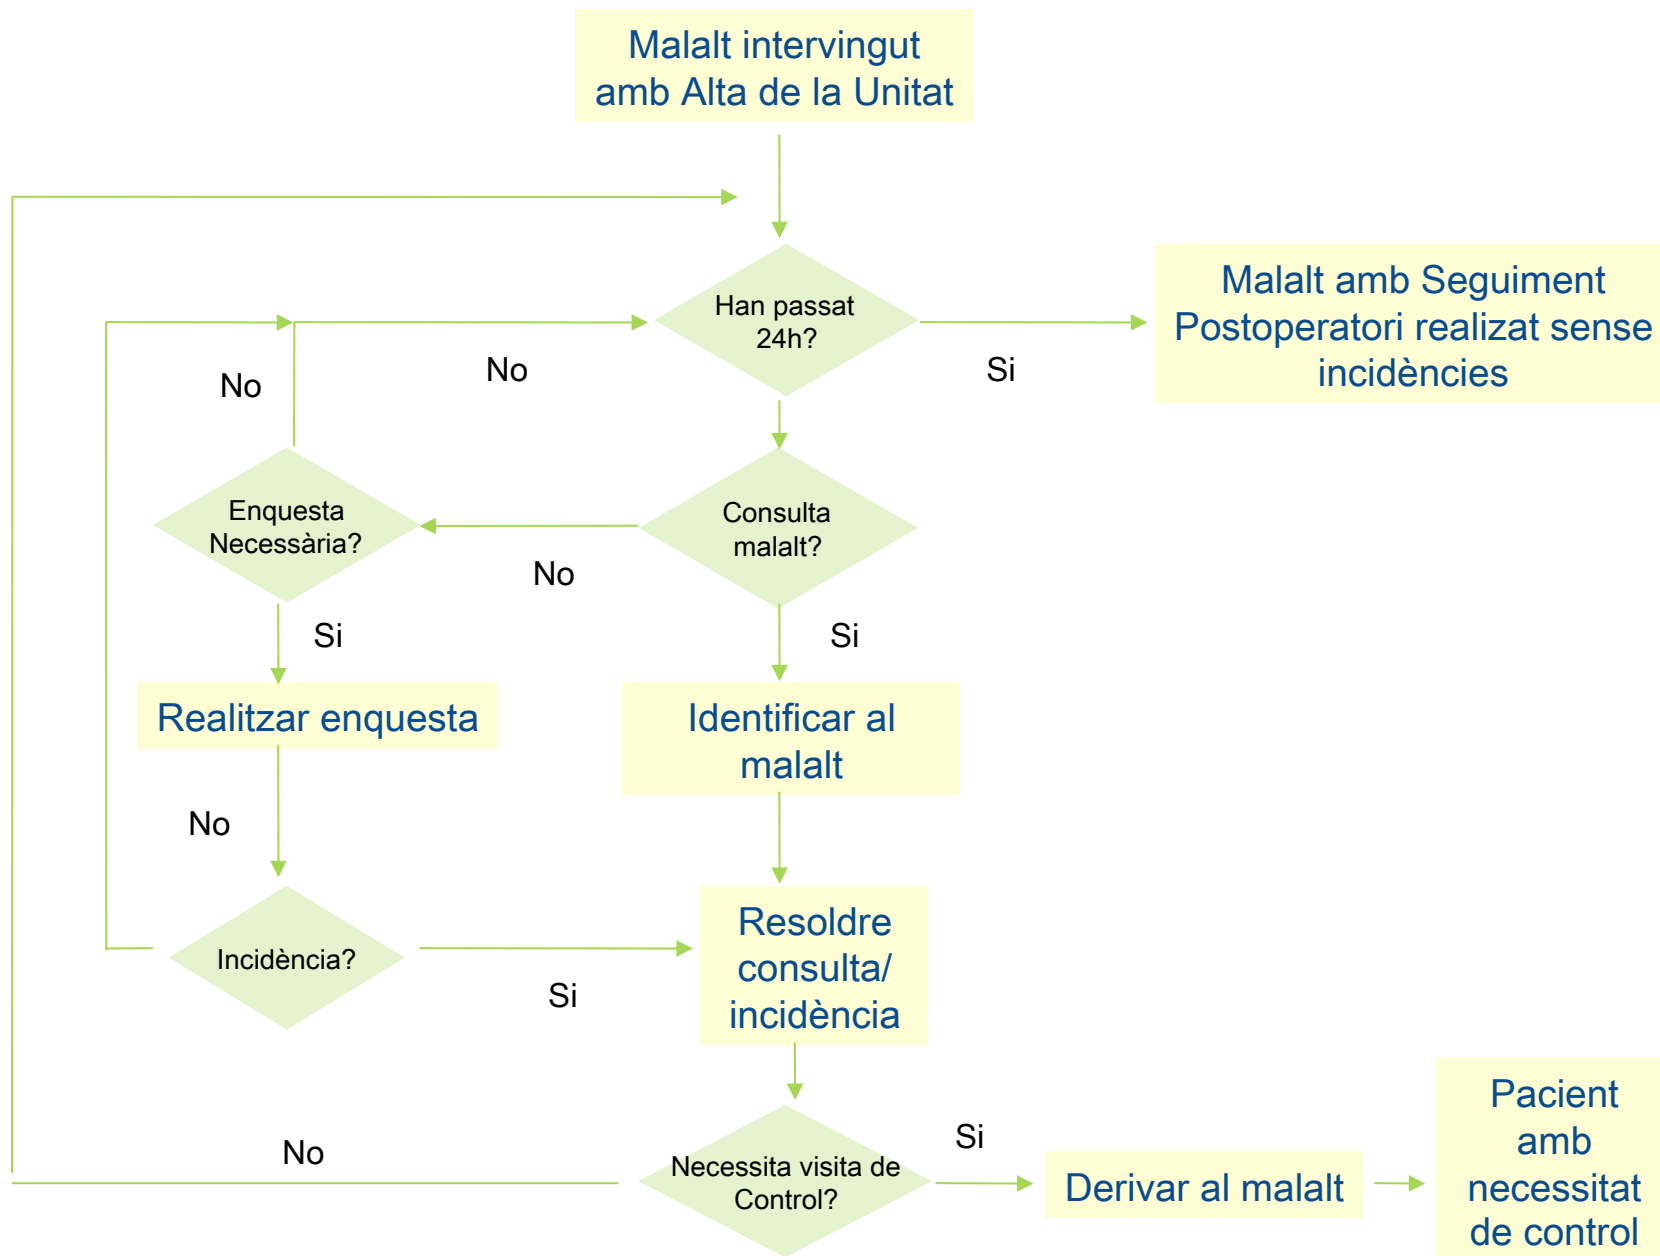 Malalt intervingut
amb Alta de la Unitat
Han passat
24h?
Malalt amb Seguiment
Postoperatori realizat sense
incidències
No
No
Si
Enquesta
Necessària?
Consulta
malalt?
No
Si
Si
Realitzar enquesta
Identificar al
malalt
No
Incidència?
Si
Resoldre
consulta/
incidència
No
Necessita visita de
Control?
Si
Derivar al malalt
Pacient
amb
necessitat
de control